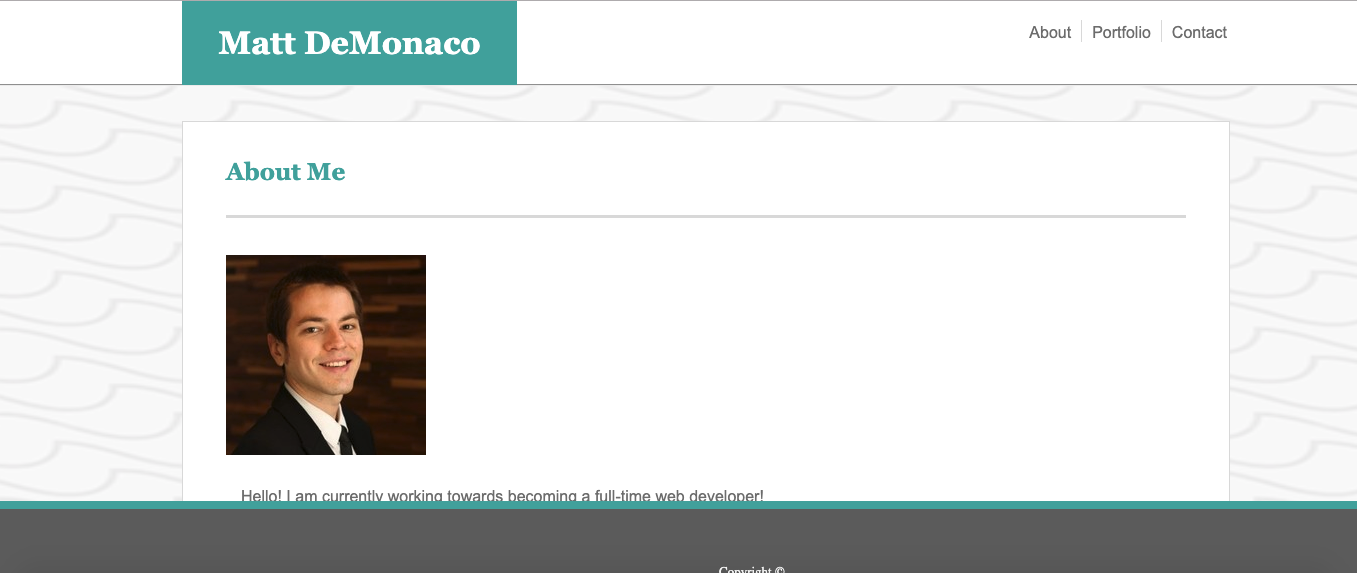 Matt DeMonaco
About
Portfolio
Contact
About Me
Hello! I am currently working towards becoming a full-time web developer!
Copyright ©